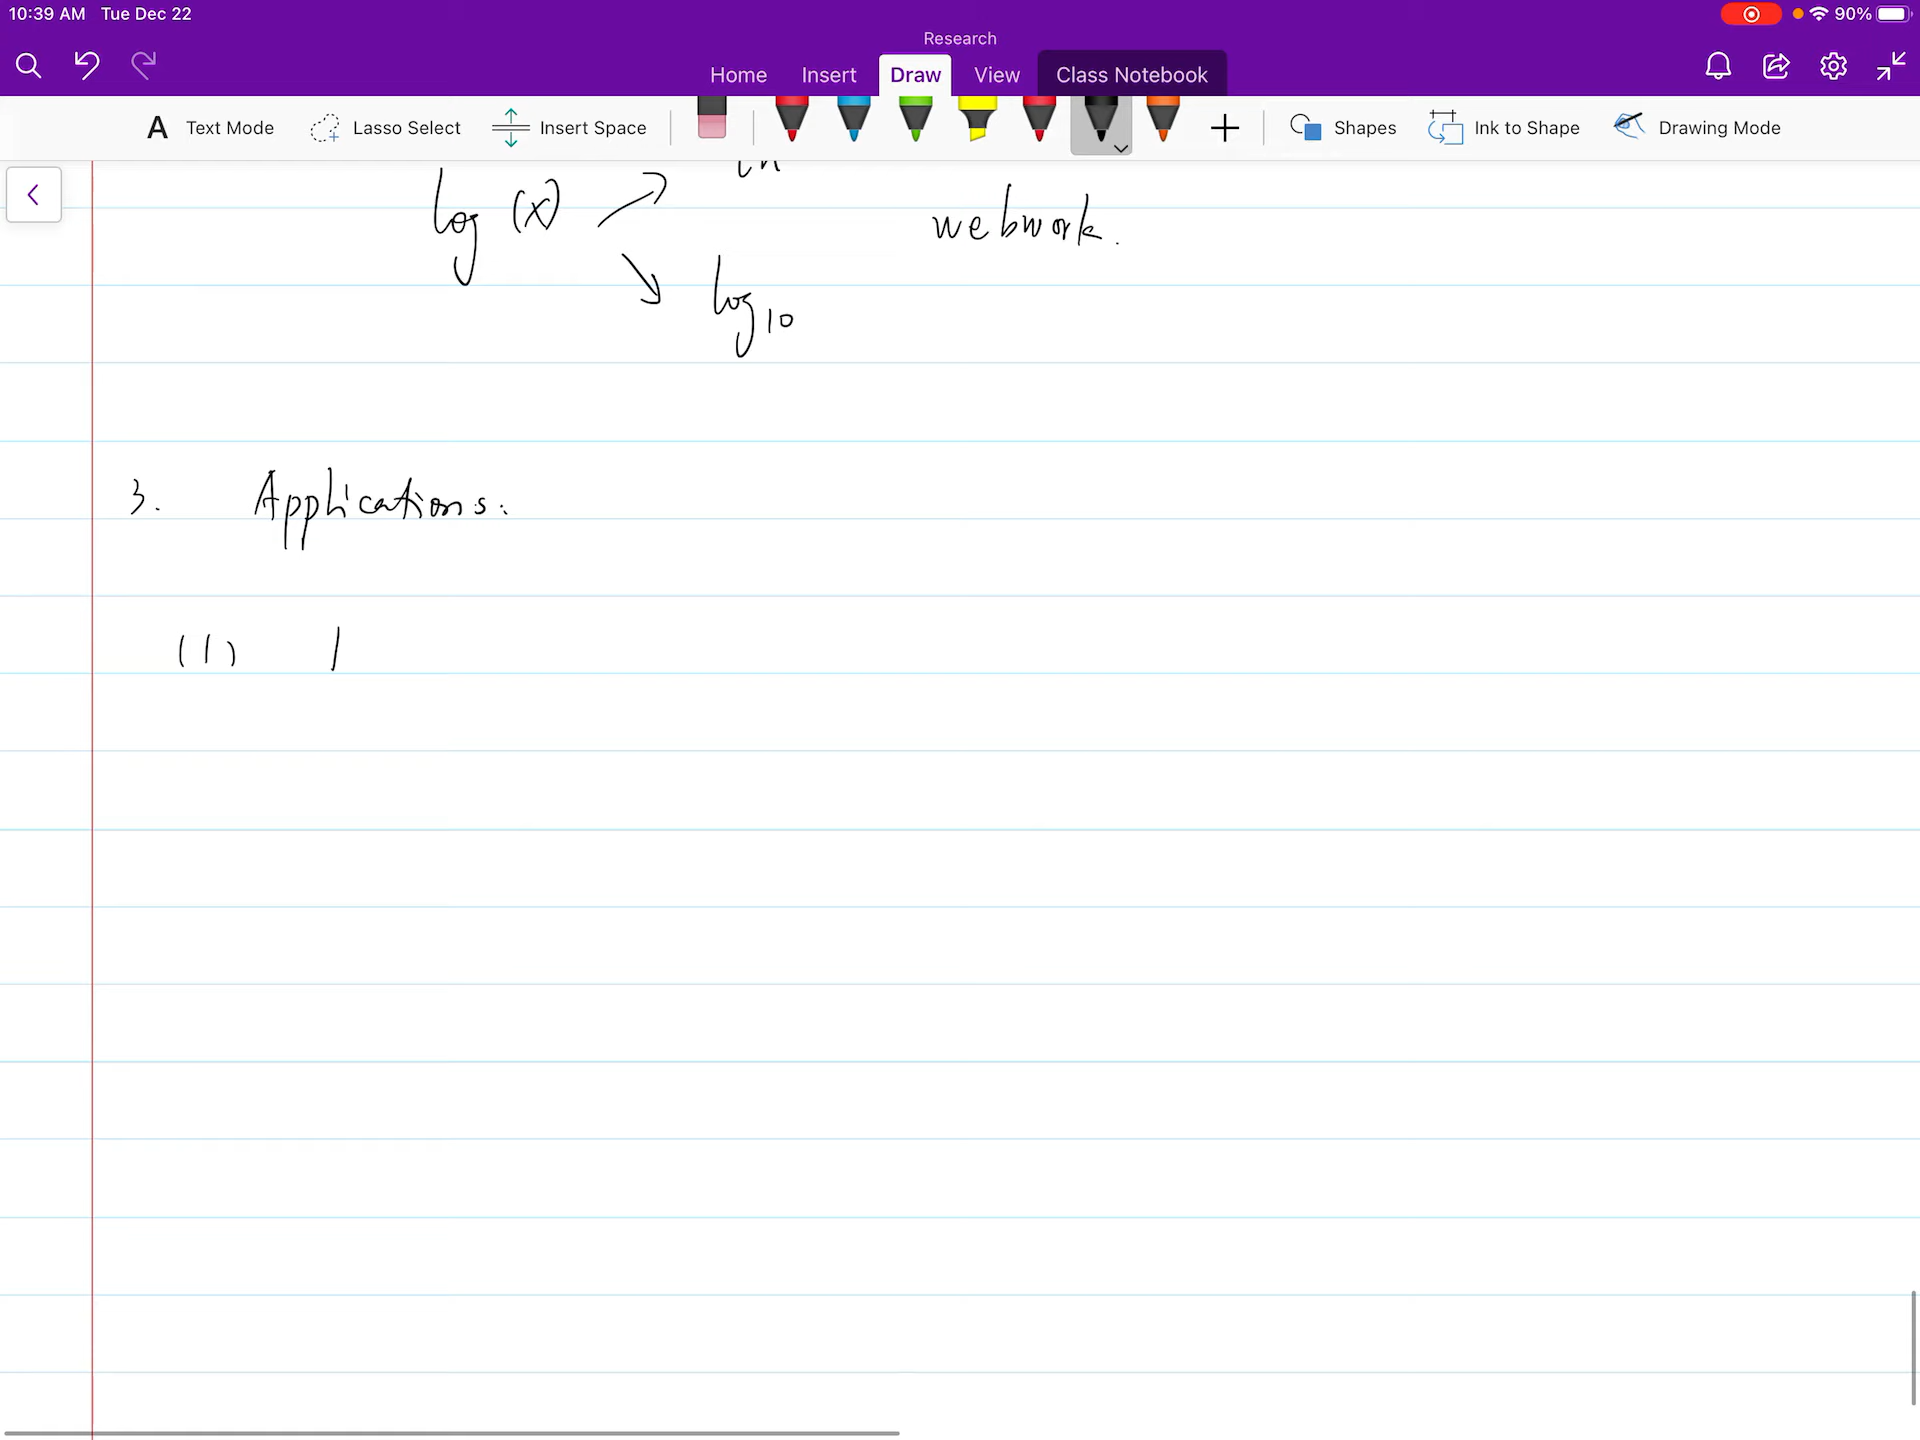 10:39 AM Tue Dec 22
90%
Research
Home Insert Draw View Class Notebook
A Text Mode Lasso Select Insert Space Shapes Ink to Shape Drawing Mode
ln
log (x) webwork.
log10
3. Applications:
(1)